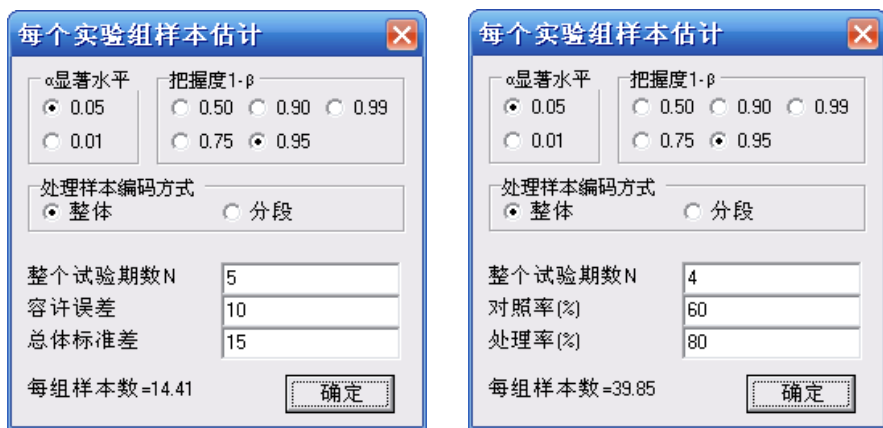 每个实验组样本估计
α显著水平 把握度1-β
0.05 0.50 0.90 0.99
0.01 0.75 0.95
处理样本编码方式
整体 分段
整个试验期数N 5
容许误差 10
总体标准差 15
每组样本数=14.41 确定
每个实验组样本估计
α显著水平 把握度1-β
0.05 0.50 0.90 0.99
0.01 0.75 0.95
处理样本编码方式
整体 分段
整个试验期数N 4
对照率(%) 60
处理率(%) 80
每组样本数=39.85 确定